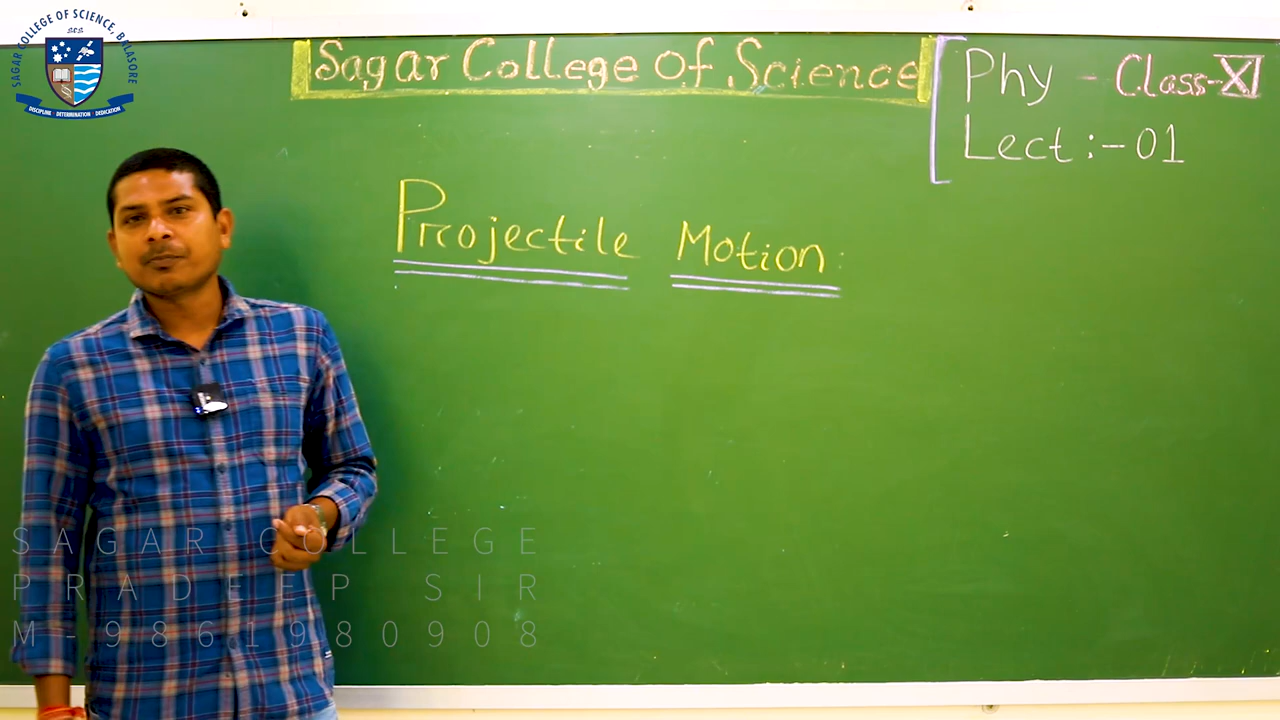 SAGAR COLLEGE OF SCIENCE, BALASORE
SCS
DISCIPLINE · DETERMINATION · DEDICATION
Sagar College Of Science
Phy - Class-XI
Lect :- 01
Projectile Motion:
SAGAR COLLEGE
PRADEEP SIR
M-9861980908